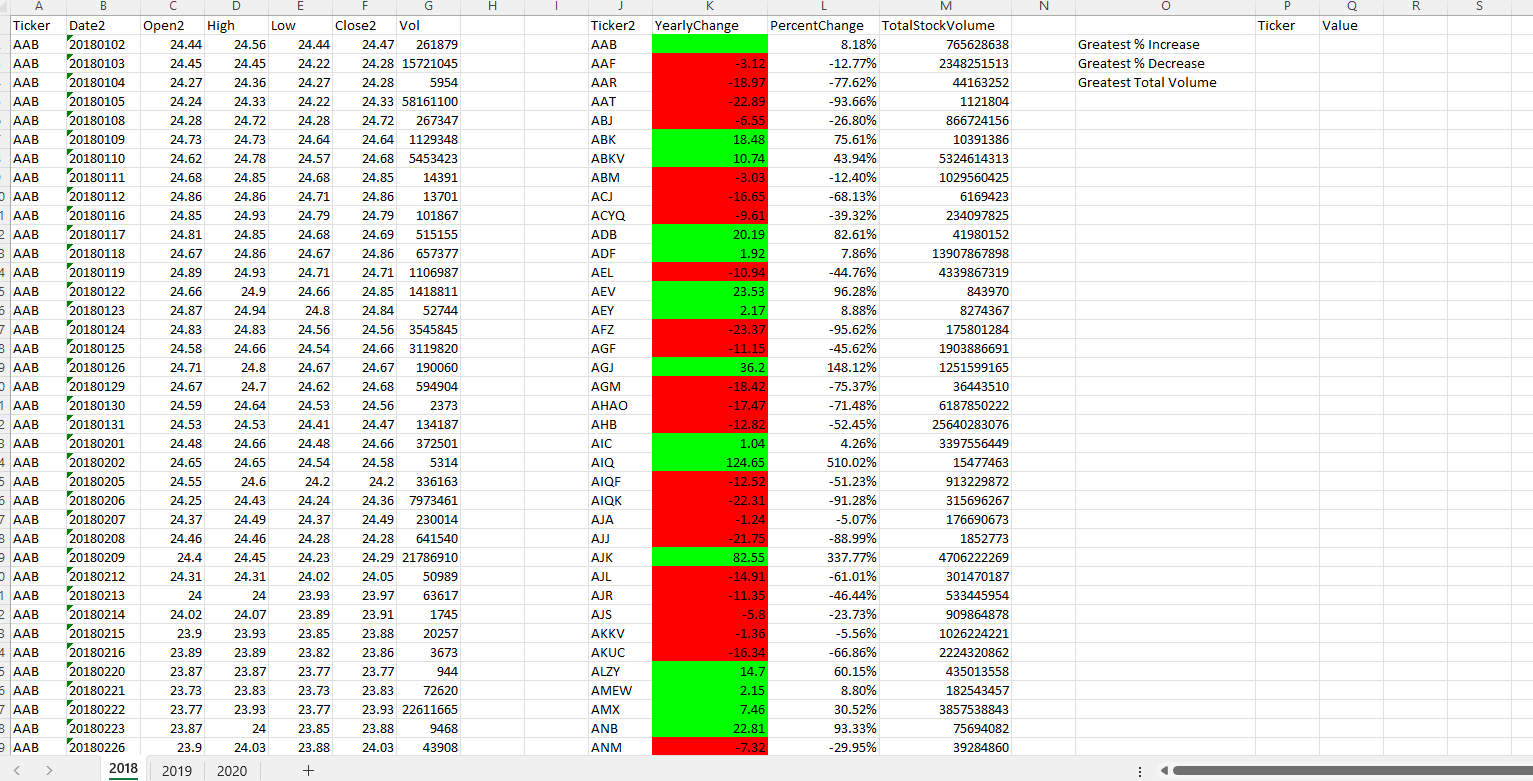 A B C D E F G H I J K L M N O P Q R S
Ticker Date2 Open2 High Low Close2 Vol Ticker2 YearlyChange PercentChange TotalStockVolume Ticker Value
AAB 20180102 24.44 24.56 24.44 24.47 261879 AAB 8.18% 765628638 Greatest % Increase
AAB 20180103 24.45 24.45 24.22 24.28 15721045 AAF -3.12 -12.77% 2348251513 Greatest % Decrease
AAB 20180104 24.27 24.36 24.27 24.28 5954 AAR -18.97 -77.62% 44163252 Greatest Total Volume
AAB 20180105 24.24 24.33 24.22 24.33 58161100 AAT -22.89 -93.66% 1121804
AAB 20180108 24.28 24.72 24.28 24.72 267347 ABJ -6.55 -26.80% 866724156
AAB 20180109 24.73 24.73 24.64 24.64 1129348 ABK 18.48 75.61% 10391386
AAB 20180110 24.62 24.78 24.57 24.68 5453423 ABKV 10.74 43.94% 5324614313
AAB 20180111 24.68 24.85 24.68 24.85 14391 ABM -3.03 -12.40% 1029560425
AAB 20180112 24.86 24.86 24.71 24.86 13701 ACJ -16.65 -68.13% 6169423
AAB 20180116 24.85 24.93 24.79 24.79 101867 ACYQ -9.61 -39.32% 234097825
AAB 20180117 24.81 24.85 24.68 24.69 515155 ADB 20.19 82.61% 41980152
AAB 20180118 24.67 24.86 24.67 24.86 657377 ADF 1.92 7.86% 13907867898
AAB 20180119 24.89 24.93 24.71 24.71 1106987 AEL -10.94 -44.76% 4339867319
AAB 20180122 24.66 24.9 24.66 24.85 1418811 AEV 23.53 96.28% 843970
AAB 20180123 24.87 24.94 24.8 24.84 52744 AEY 2.17 8.88% 8274367
AAB 20180124 24.83 24.83 24.56 24.56 3545845 AFZ -23.37 -95.62% 175801284
AAB 20180125 24.58 24.66 24.54 24.66 3119820 AGF -11.15 -45.62% 1903886691
AAB 20180126 24.71 24.8 24.67 24.67 190060 AGJ 36.2 148.12% 1251599165
AAB 20180129 24.67 24.7 24.62 24.68 594904 AGM -18.42 -75.37% 36443510
AAB 20180130 24.59 24.64 24.53 24.56 2373 AHAO -17.47 -71.48% 6187850222
AAB 20180131 24.53 24.53 24.41 24.47 134187 AHB -12.82 -52.45% 25640283076
AAB 20180201 24.48 24.66 24.48 24.66 372501 AIC 1.04 4.26% 3397556449
AAB 20180202 24.65 24.65 24.54 24.58 5314 AIQ 124.65 510.02% 15477463
AAB 20180205 24.55 24.6 24.2 24.2 336163 AIQF -12.52 -51.23% 913229872
AAB 20180206 24.25 24.43 24.24 24.36 7973461 AIQK -22.31 -91.28% 315696267
AAB 20180207 24.37 24.49 24.37 24.49 230014 AJA -1.24 -5.07% 176690673
AAB 20180208 24.46 24.46 24.28 24.28 641540 AJJ -21.75 -88.99% 1852773
AAB 20180209 24.4 24.45 24.23 24.29 21786910 AJK 82.55 337.77% 4706222269
AAB 20180212 24.31 24.31 24.02 24.05 50989 AJL -14.91 -61.01% 301470187
AAB 20180213 24 24 23.93 23.97 63617 AJR -11.35 -46.44% 533445954
AAB 20180214 24.02 24.07 23.89 23.91 1745 AJS -5.8 -23.73% 909864878
AAB 20180215 23.9 23.93 23.85 23.88 20257 AKKV -1.36 -5.56% 1026224221
AAB 20180216 23.89 23.89 23.82 23.86 3673 AKUC -16.34 -66.86% 2224320862
AAB 20180220 23.87 23.87 23.77 23.77 944 ALZY 14.7 60.15% 435013558
AAB 20180221 23.73 23.83 23.73 23.83 72620 AMEW 2.15 8.80% 182543457
AAB 20180222 23.77 23.93 23.77 23.93 22611665 AMX 7.46 30.52% 3857538843
AAB 20180223 23.87 24 23.85 23.88 9468 ANB 22.81 93.33% 75694082
AAB 20180226 23.9 24.03 23.88 24.03 43908 ANM -7.32 -29.95% 39284860
2018 2019 2020